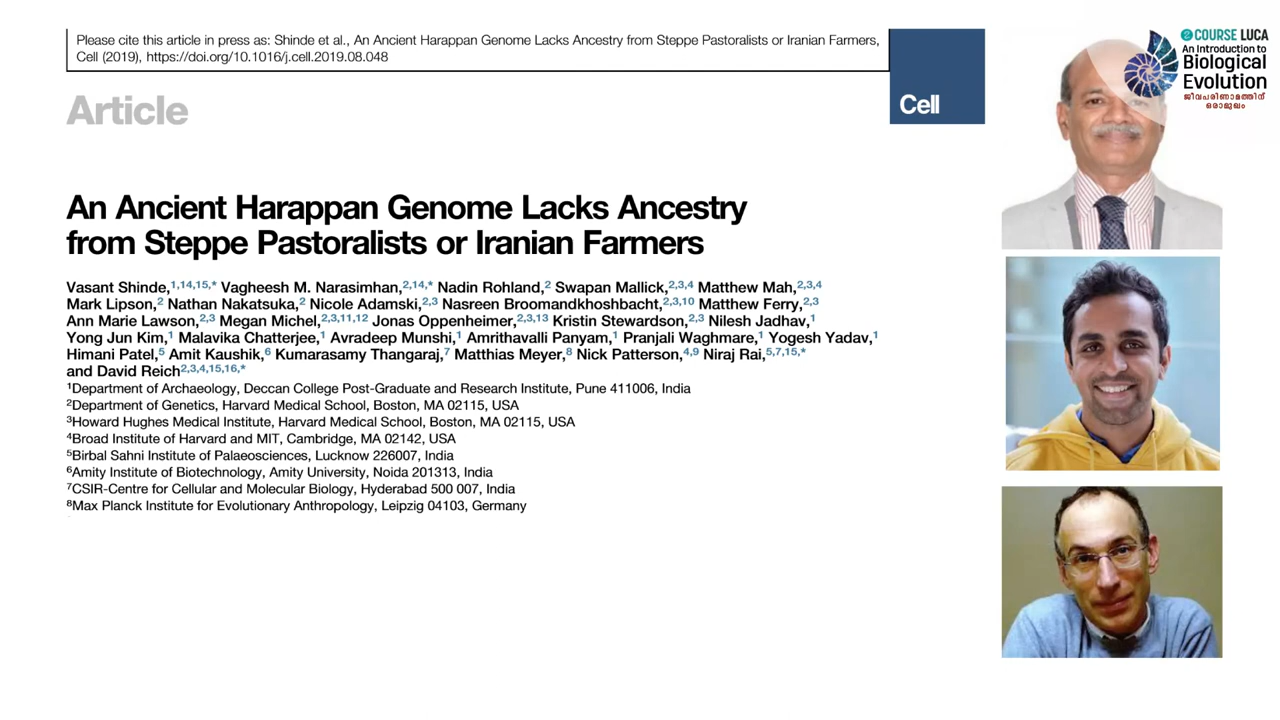 Please cite this article in press as: Shinde et al., An Ancient Harappan Genome Lacks Ancestry from Steppe Pastoralists or Iranian Farmers,
Cell (2019), https://doi.org/10.1016/j.cell.2019.08.048
Article
Cell
COURSE LUCA
An Introduction to
Biological
Evolution
ജീവപരിണാമത്തിന്
ഒരാമുഖം
An Ancient Harappan Genome Lacks Ancestry
from Steppe Pastoralists or Iranian Farmers
Vasant Shinde,1,14,15,* Vagheesh M. Narasimhan,2,14,* Nadin Rohland,2 Swapan Mallick,2,3,4 Matthew Mah,2,3,4
Mark Lipson,2 Nathan Nakatsuka,2 Nicole Adamski,2,3 Nasreen Broomandkhoshbacht,2,3,10 Matthew Ferry,2,3
Ann Marie Lawson,2,3 Megan Michel,2,3,11,12 Jonas Oppenheimer,2,3,13 Kristin Stewardson,2,3 Nilesh Jadhav,1
Yong Jun Kim,1 Malavika Chatterjee,1 Avradeep Munshi,1 Amrithavalli Panyam,1 Pranjali Waghmare,1 Yogesh Yadav,1
Himani Patel,5 Amit Kaushik,6 Kumarasamy Thangaraj,7 Matthias Meyer,8 Nick Patterson,4,9 Niraj Rai,5,7,15,*
and David Reich2,3,4,15,16,*
1Department of Archaeology, Deccan College Post-Graduate and Research Institute, Pune 411006, India
2Department of Genetics, Harvard Medical School, Boston, MA 02115, USA
3Howard Hughes Medical Institute, Harvard Medical School, Boston, MA 02115, USA
4Broad Institute of Harvard and MIT, Cambridge, MA 02142, USA
5Birbal Sahni Institute of Palaeosciences, Lucknow 226007, India
6Amity Institute of Biotechnology, Amity University, Noida 201313, India
7CSIR-Centre for Cellular and Molecular Biology, Hyderabad 500 007, India
8Max Planck Institute for Evolutionary Anthropology, Leipzig 04103, Germany